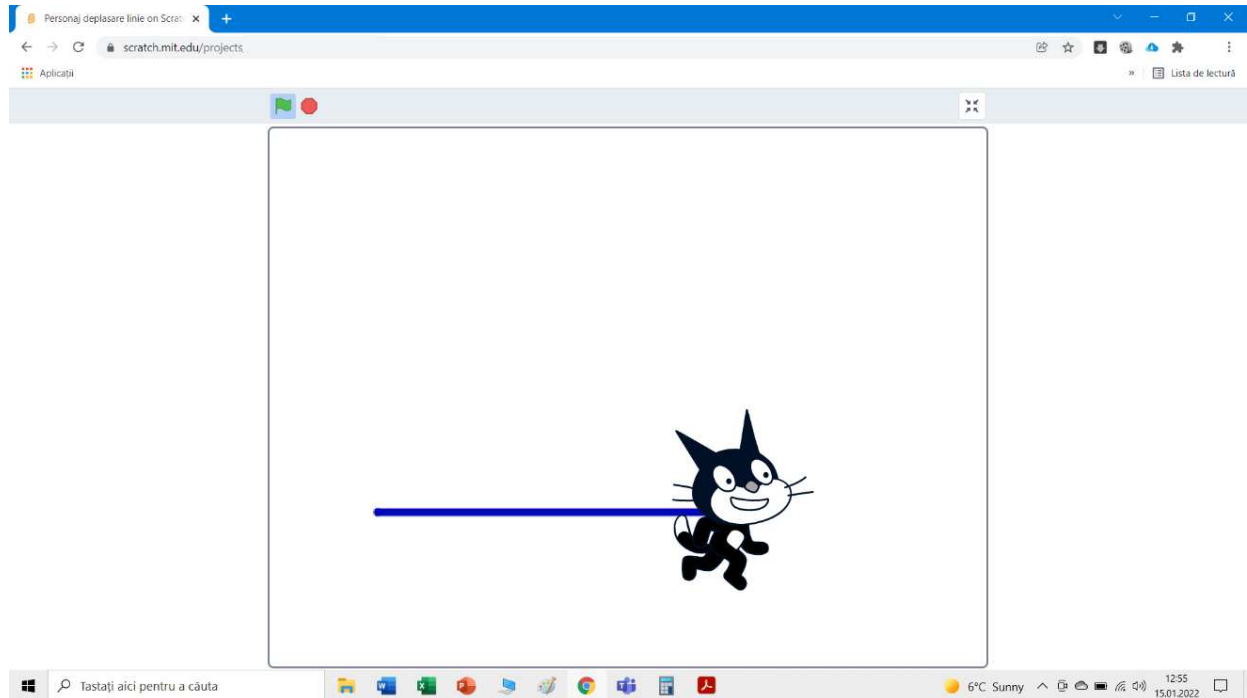 Personaj deplasare linie on Scrat
scratch.mit.edu/projects
Aplicații
» Lista de lectură
Tastați aici pentru a căuta
6°C Sunny
12:55
15.01.2022